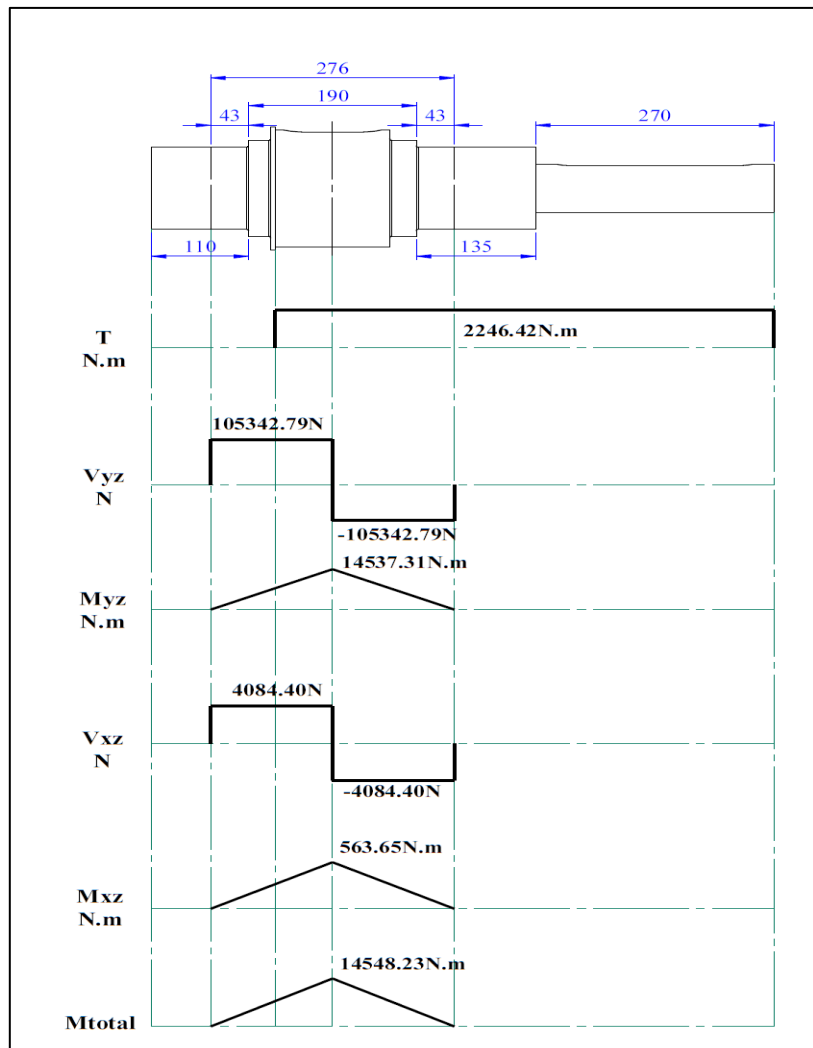 276
190
43
43
270
110
135
T
N.m
2246.42N.m
105342.79N
Vyz
N
-105342.79N
14537.31N.m
Myz
N.m
4084.40N
Vxz
N
-4084.40N
563.65N.m
Mxz
N.m
14548.23N.m
Mtotal